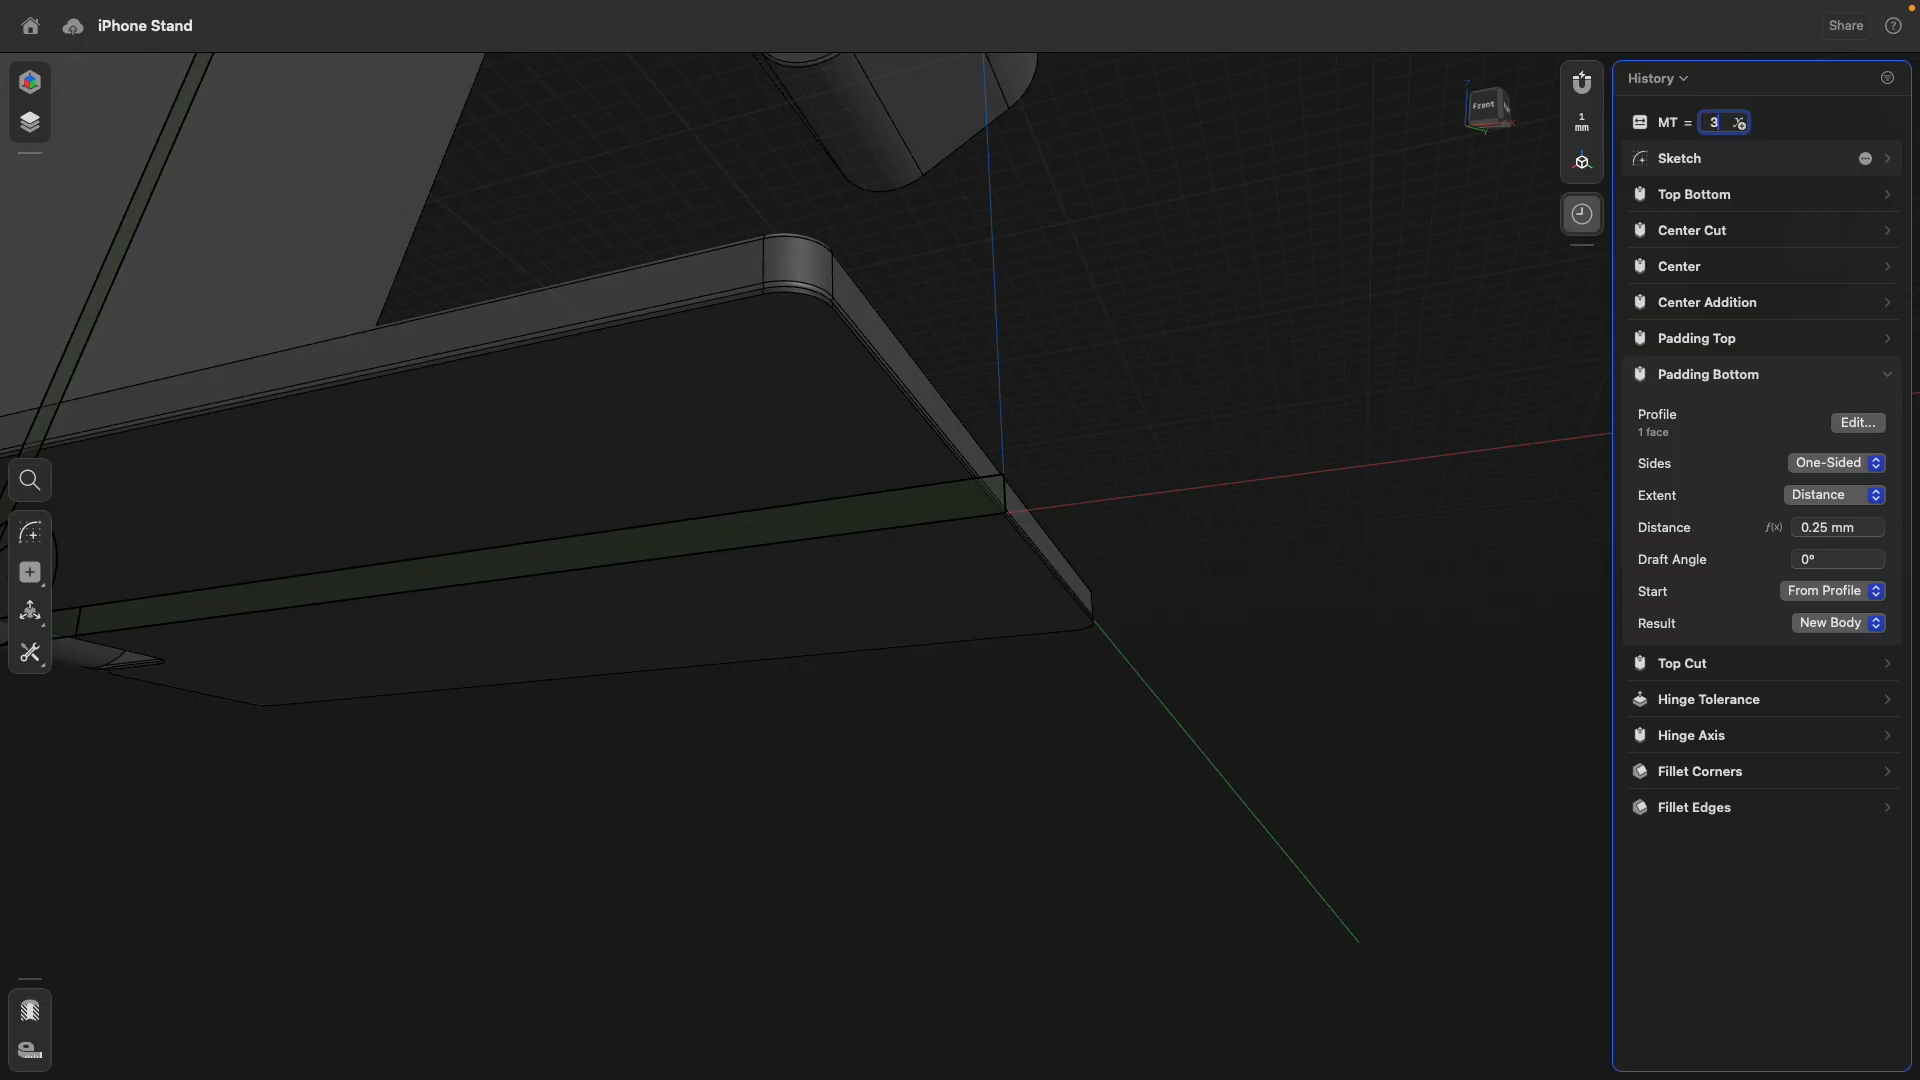 iPhone Stand
Share
?
History
MT = 3
Front
1
mm
Sketch
Top Bottom
Center Cut
Center
Center Addition
Padding Top
Padding Bottom
Profile
1 face
Edit...
Sides
One-Sided
Extent
Distance
Distance
f(x)
0.25 mm
Draft Angle
0°
Start
From Profile
Result
New Body
Top Cut
Hinge Tolerance
Hinge Axis
Fillet Corners
Fillet Edges